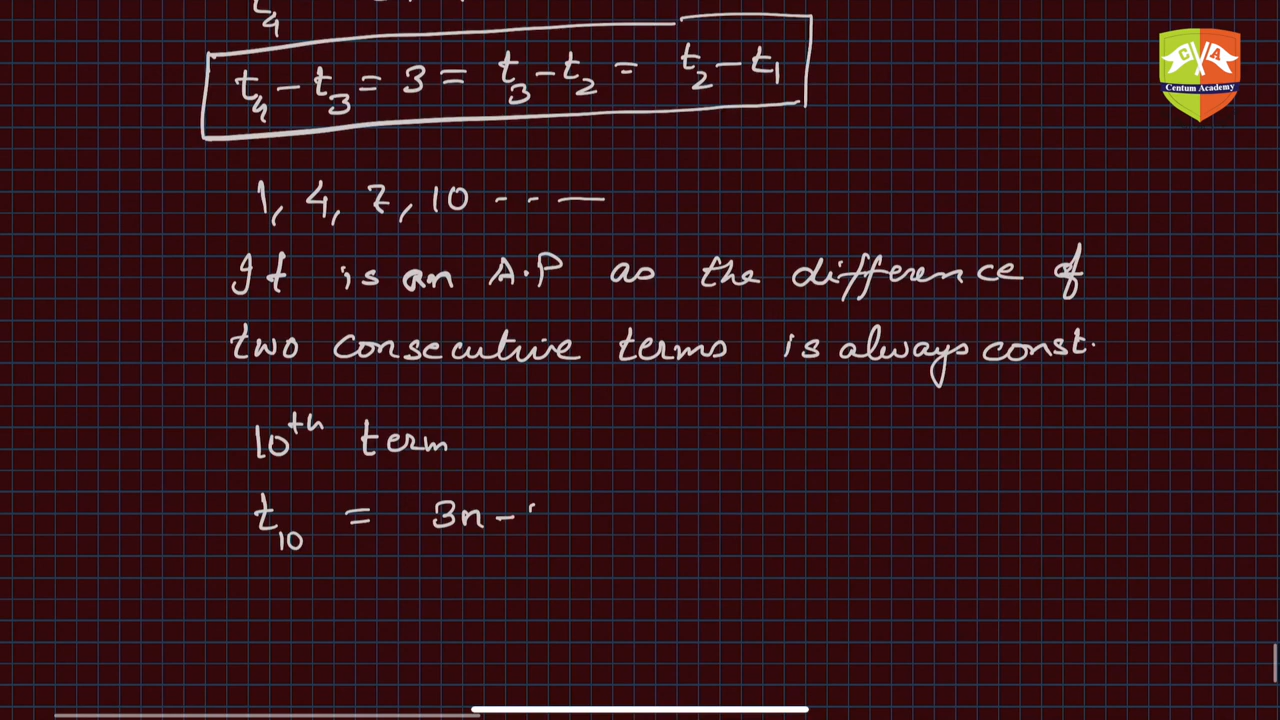 t₄
t₄ - t₃ = 3 = t₃ - t₂ = t₂ - t₁
1, 4, 7, 10 - - —
It is an A.P as the difference of
two consecutive terms is always const.
10th term
t₁₀ = 3n -
C A
Centum Academy